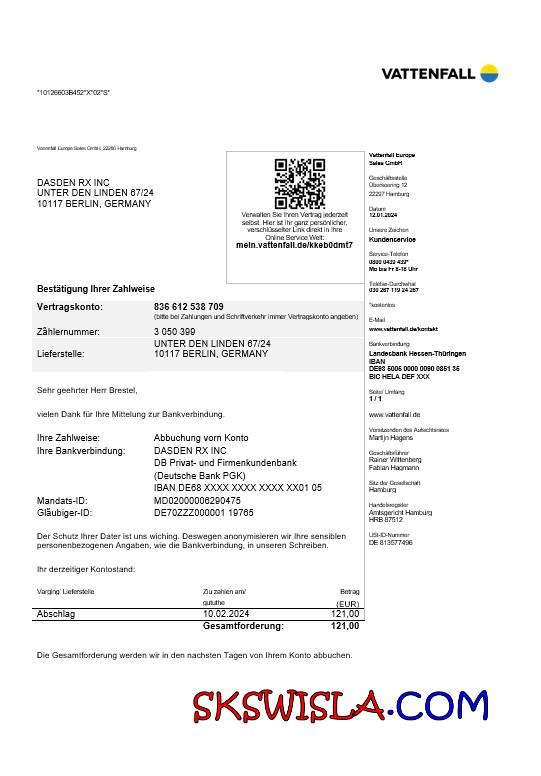 VATTENFALL
*10126603B452*X*02*S*
Vattenfall Europe Sales GmbH, 22286 Hamburg
DASDEN RX INC
UNTER DEN LINDEN 67/24
10117 BERLIN, GERMANY
Verwalten Sie Ihren Vertrag jederzeit
selbst. Hier ist Ihr ganz persönlicher,
verschlüsselter Link direkt in Ihre
Online Service Welt:
mein.vattenfall.de/kkeb0dmt7
Vattenfall Europe
Sales GmbH
Geschäftsstelle
Überseering 12
22297 Hamburg
Datum
12.01.2024
Unsere Zeichen
Kundenservice
Service-Telefon
0800 0439 439*
Mo bis Fr 8-18 Uhr
Telefax-Durchwahl
030 267 119 24 267
*kostenlos
E-Mail
www.vattenfall.de/kontakt
Bankverbindung
Landesbank Hessen-Thüringen
IBAN
DE93 5005 0000 0090 0851 35
BIC HELA DEF XXX
Seite/ Umfang
1 / 1
www.vattenfall.de
Vorsitzenden des Aufsichtsrates
Martijn Hagens
Geschäftsführer
Rainer Wittenberg
Fabian Hagmann
Sitz der Gesellschaft
Hamburg
Handelsregister
Amtsgericht Hamburg
HRB 87512
USt-ID-Nummer
DE 813577496
Bestätigung Ihrer Zahlweise
Vertragskonto: 836 612 538 709
(bitte bei Zahlungen und Schriftverkehr immer Vertragskonto angeben)
Zählernummer: 3 050 399
Lieferstelle: UNTER DEN LINDEN 67/24
10117 BERLIN, GERMANY
Sehr geehrter Herr Brestel,
vielen Dank für Ihre Mittelung zur Bankverbindung.
Ihre Zahlweise: Abbuchung vorn Konto
Ihre Bankverbindung: DASDEN RX INC
DB Privat- und Firmenkundenbank
(Deutsche Bank PGK)
IBAN DE68 XXXX XXXX XXXX XX01 05
Mandats-ID: MD02000006290475
Gläubiger-ID: DE70ZZZ000001 19765
Der Schutz Ihrer Datei ist uns wiching. Deswegen anonymisieren wir Ihre sensiblen
personenbezogenen Angaben, wie die Bankverbindung, in unseren Schreiben.
Ihr derzeitiger Kontostand:
Varging' Lieferstelle Ziu zahlen am/ Betrag
gututhe (EUR)
Abschlag 10.02.2024 121,00
Gesamtforderung: 121,00
Die Gesamtforderung werden wir in den nachsten Tagen von Ihrem Konto abbuchen.
SKSWISLA.COM